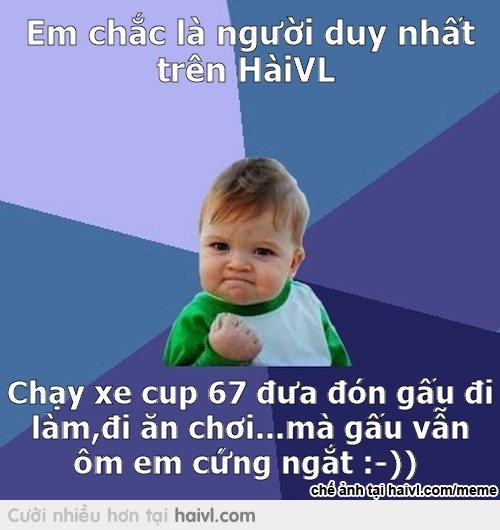 Em chắc là người duy nhất
trên HàiVL
Chạy xe cup 67 đưa đón gấu đi
làm,đi ăn chơi...mà gấu vẫn
ôm em cứng ngắt :-))
chế ảnh tại haivl.com/meme
Cười nhiều hơn tại haivl.com